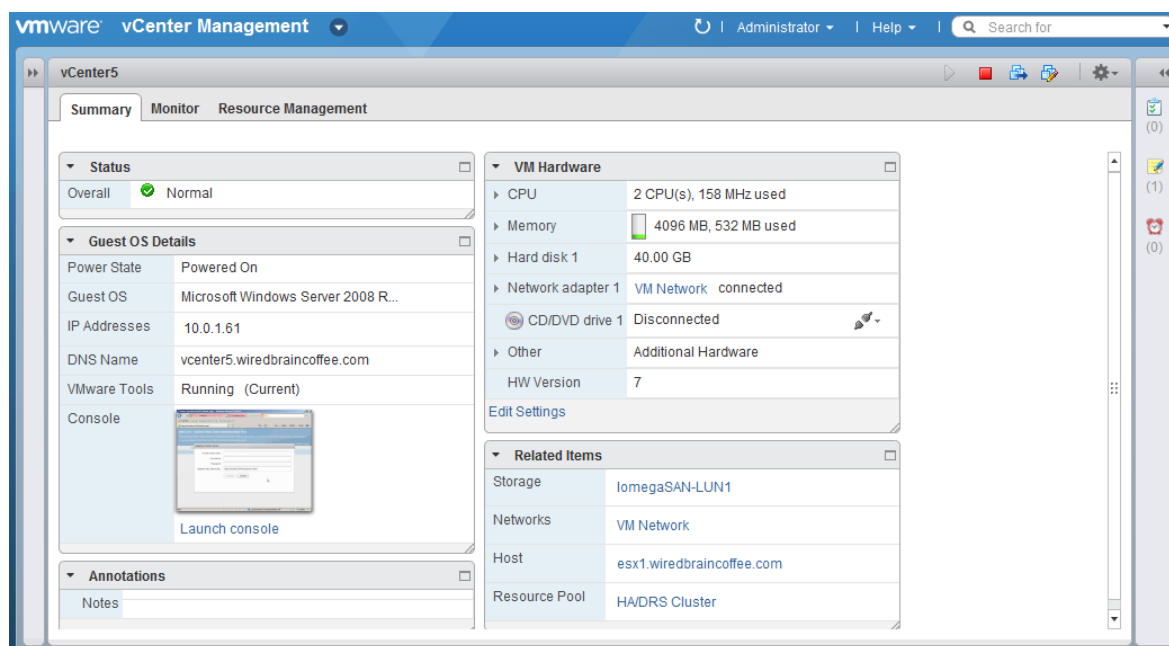 vmware vCenter Management
Administrator Help Search for
vCenter5
Summary Monitor Resource Management
(0)
(1)
(0)
Status
Overall Normal
Guest OS Details
Power State Powered On
Guest OS Microsoft Windows Server 2008 R...
IP Addresses 10.0.1.61
DNS Name vcenter5.wiredbraincoffee.com
VMware Tools Running (Current)
Console
Launch console
Annotations
Notes
VM Hardware
CPU 2 CPU(s), 158 MHz used
Memory 4096 MB, 532 MB used
Hard disk 1 40.00 GB
Network adapter 1 VM Network connected
CD/DVD drive 1 Disconnected
Other Additional Hardware
HW Version 7
Edit Settings
Related Items
Storage IomegaSAN-LUN1
Networks VM Network
Host esx1.wiredbraincoffee.com
Resource Pool HA/DRS Cluster